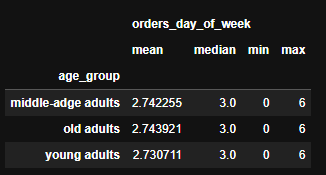 orders_day_of_week
mean median min max
age_group
middle-adge adults 2.742255 3.0 0 6
old adults 2.743921 3.0 0 6
young adults 2.730711 3.0 0 6